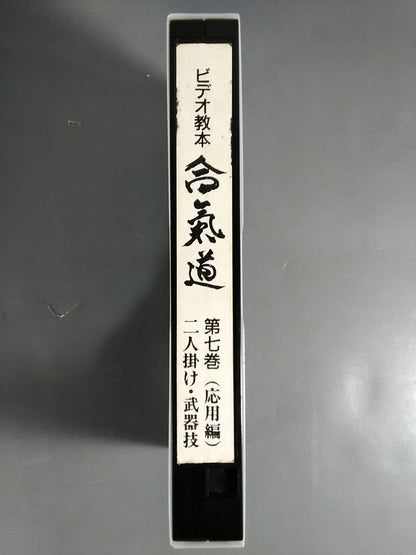 ビデオ教本
合氣道
第七巻（応用編）
二人掛け・武器技